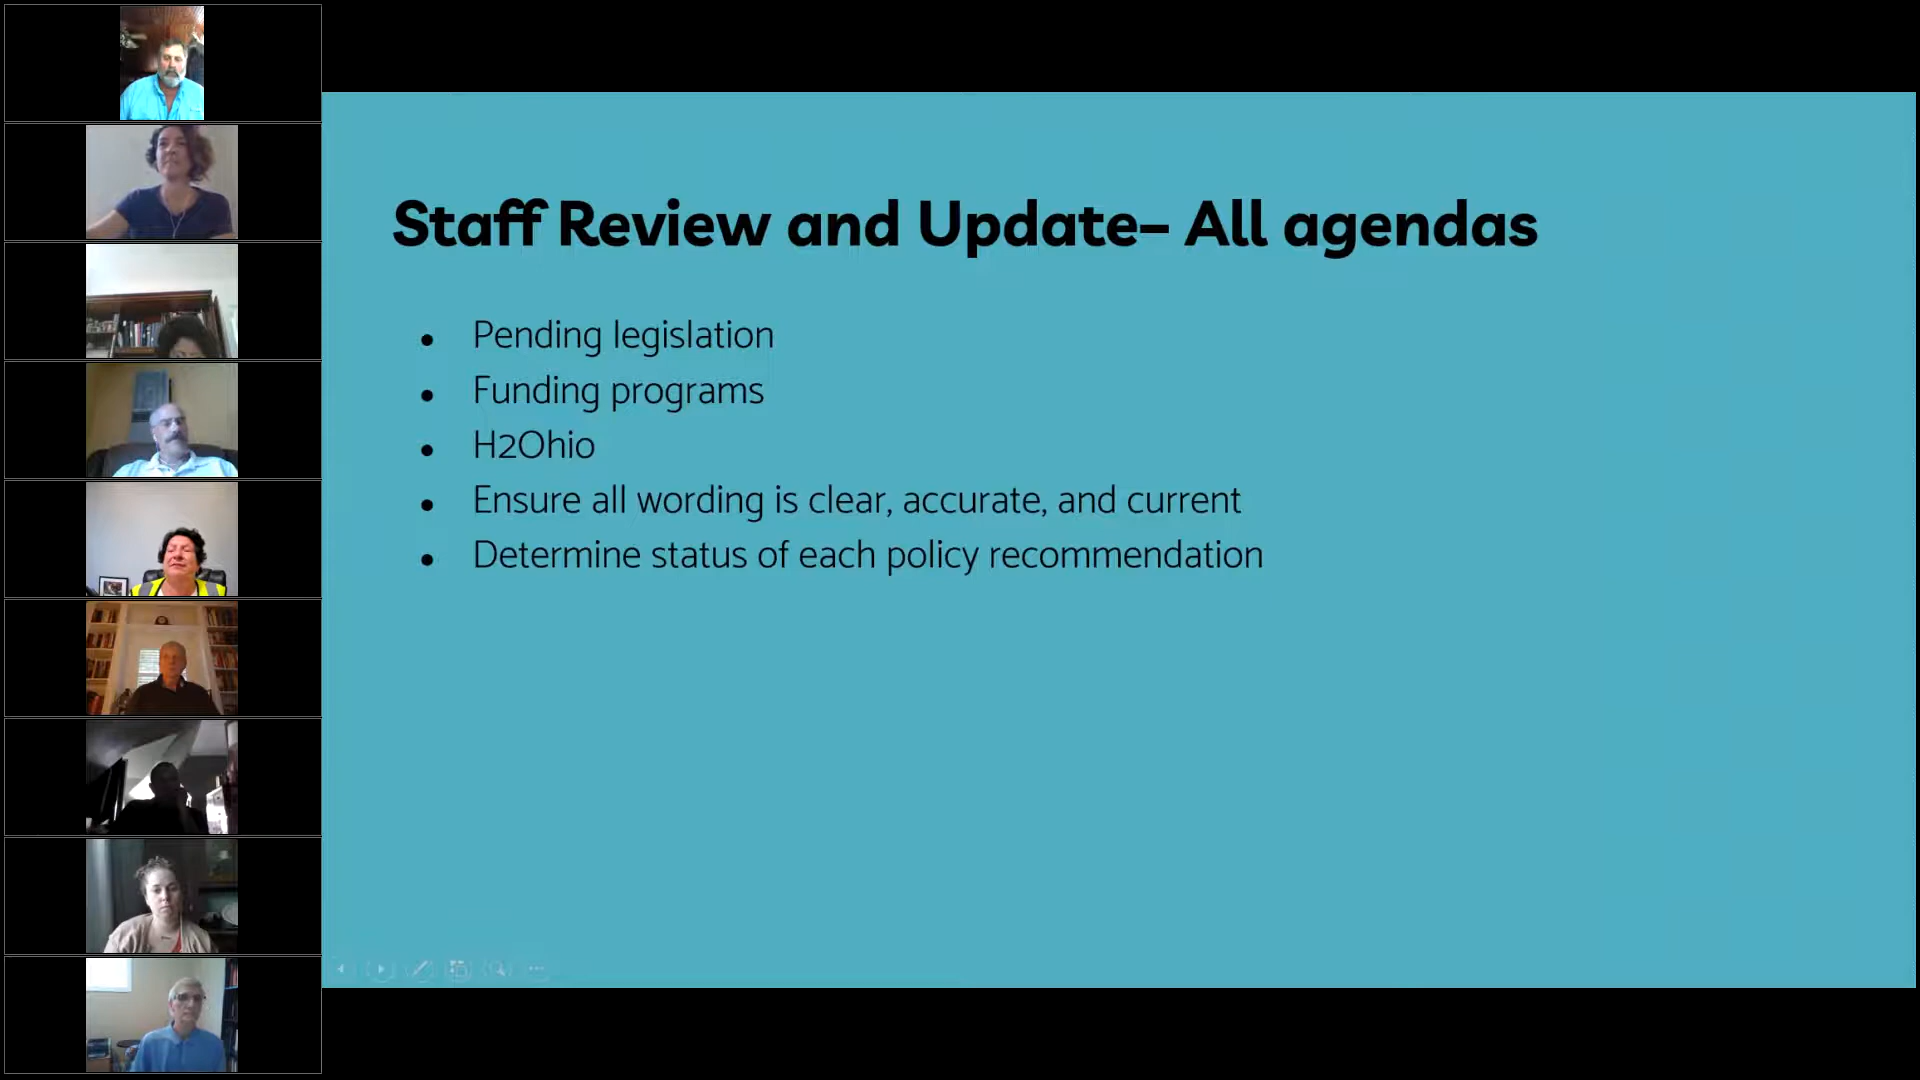 Staff Review and Update– All agendas
• Pending legislation
• Funding programs
• H2Ohio
• Ensure all wording is clear, accurate, and current
• Determine status of each policy recommendation